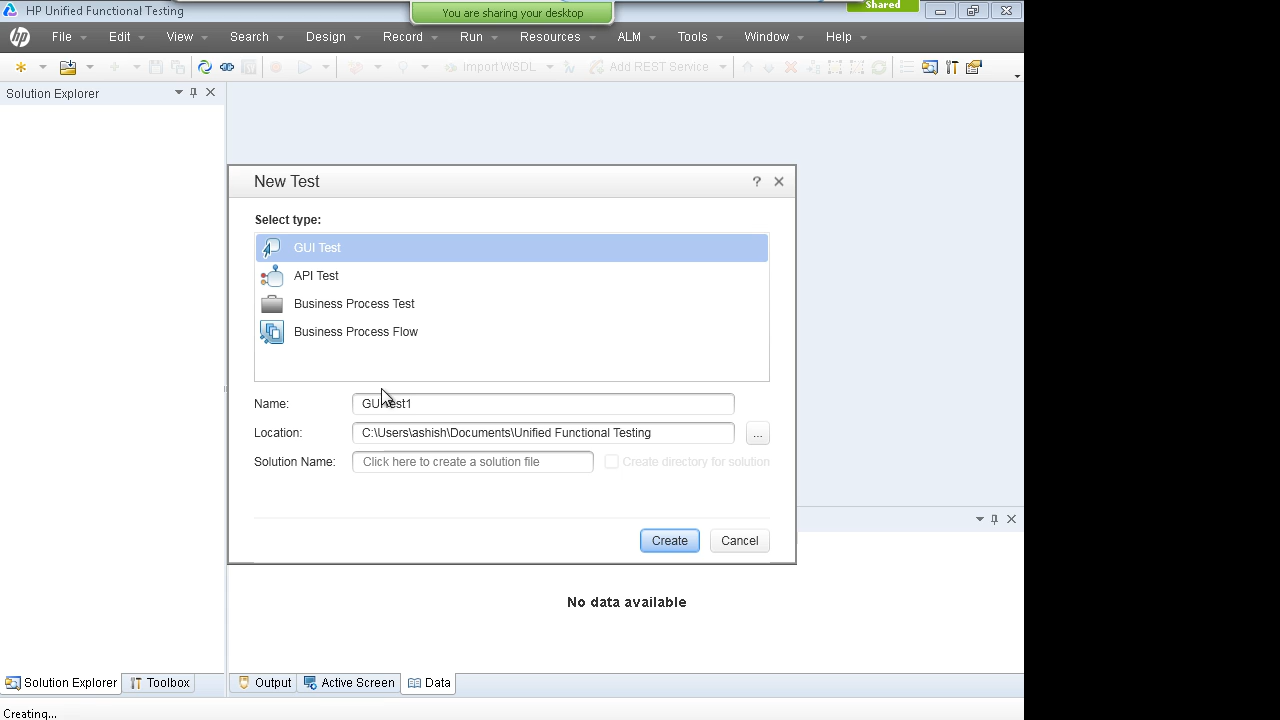 HP Unified Functional Testing
You are sharing your desktop
Shared
hp File Edit View Search Design Record Run Resources ALM Tools Window Help
Import WSDL Add REST Service
Solution Explorer
New Test
?
Select type:
GUI Test
API Test
Business Process Test
Business Process Flow
Name:
Location: C:\Users\ashish\Documents\Unified Functional Testing ...
Solution Name: Click here to create a solution file Create directory for solution
Create Cancel
No data available
Solution Explorer Toolbox Output Active Screen Data
Creating...